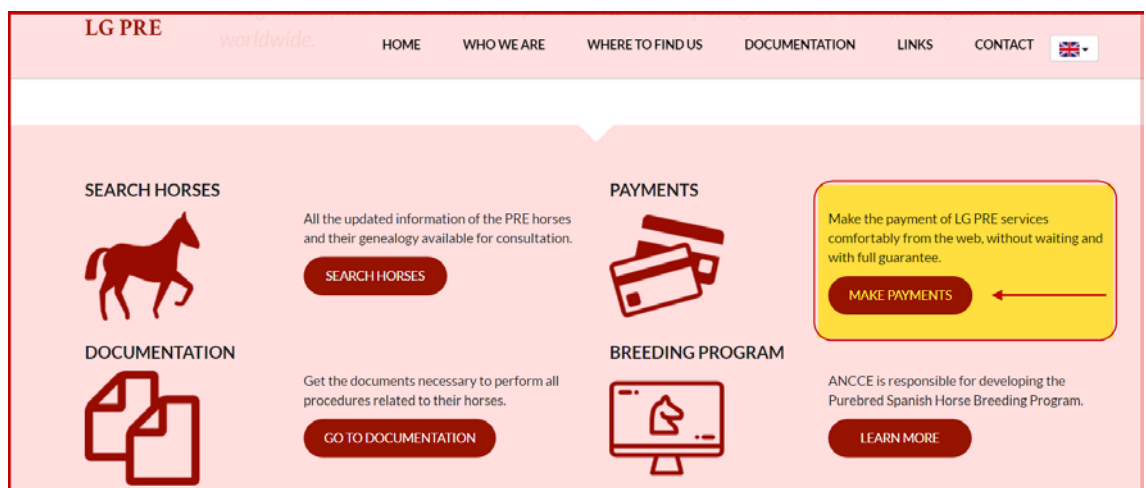 LG PRE
worldwide.
HOME WHO WE ARE WHERE TO FIND US DOCUMENTATION LINKS CONTACT
SEARCH HORSES
All the updated information of the PRE horses
and their genealogy available for consultation.
SEARCH HORSES
PAYMENTS
Make the payment of LG PRE services
comfortably from the web, without waiting and
with full guarantee.
MAKE PAYMENTS
DOCUMENTATION
Get the documents necessary to perform all
procedures related to their horses.
GO TO DOCUMENTATION
BREEDING PROGRAM
ANCCE is responsible for developing the
Purebred Spanish Horse Breeding Program.
LEARN MORE